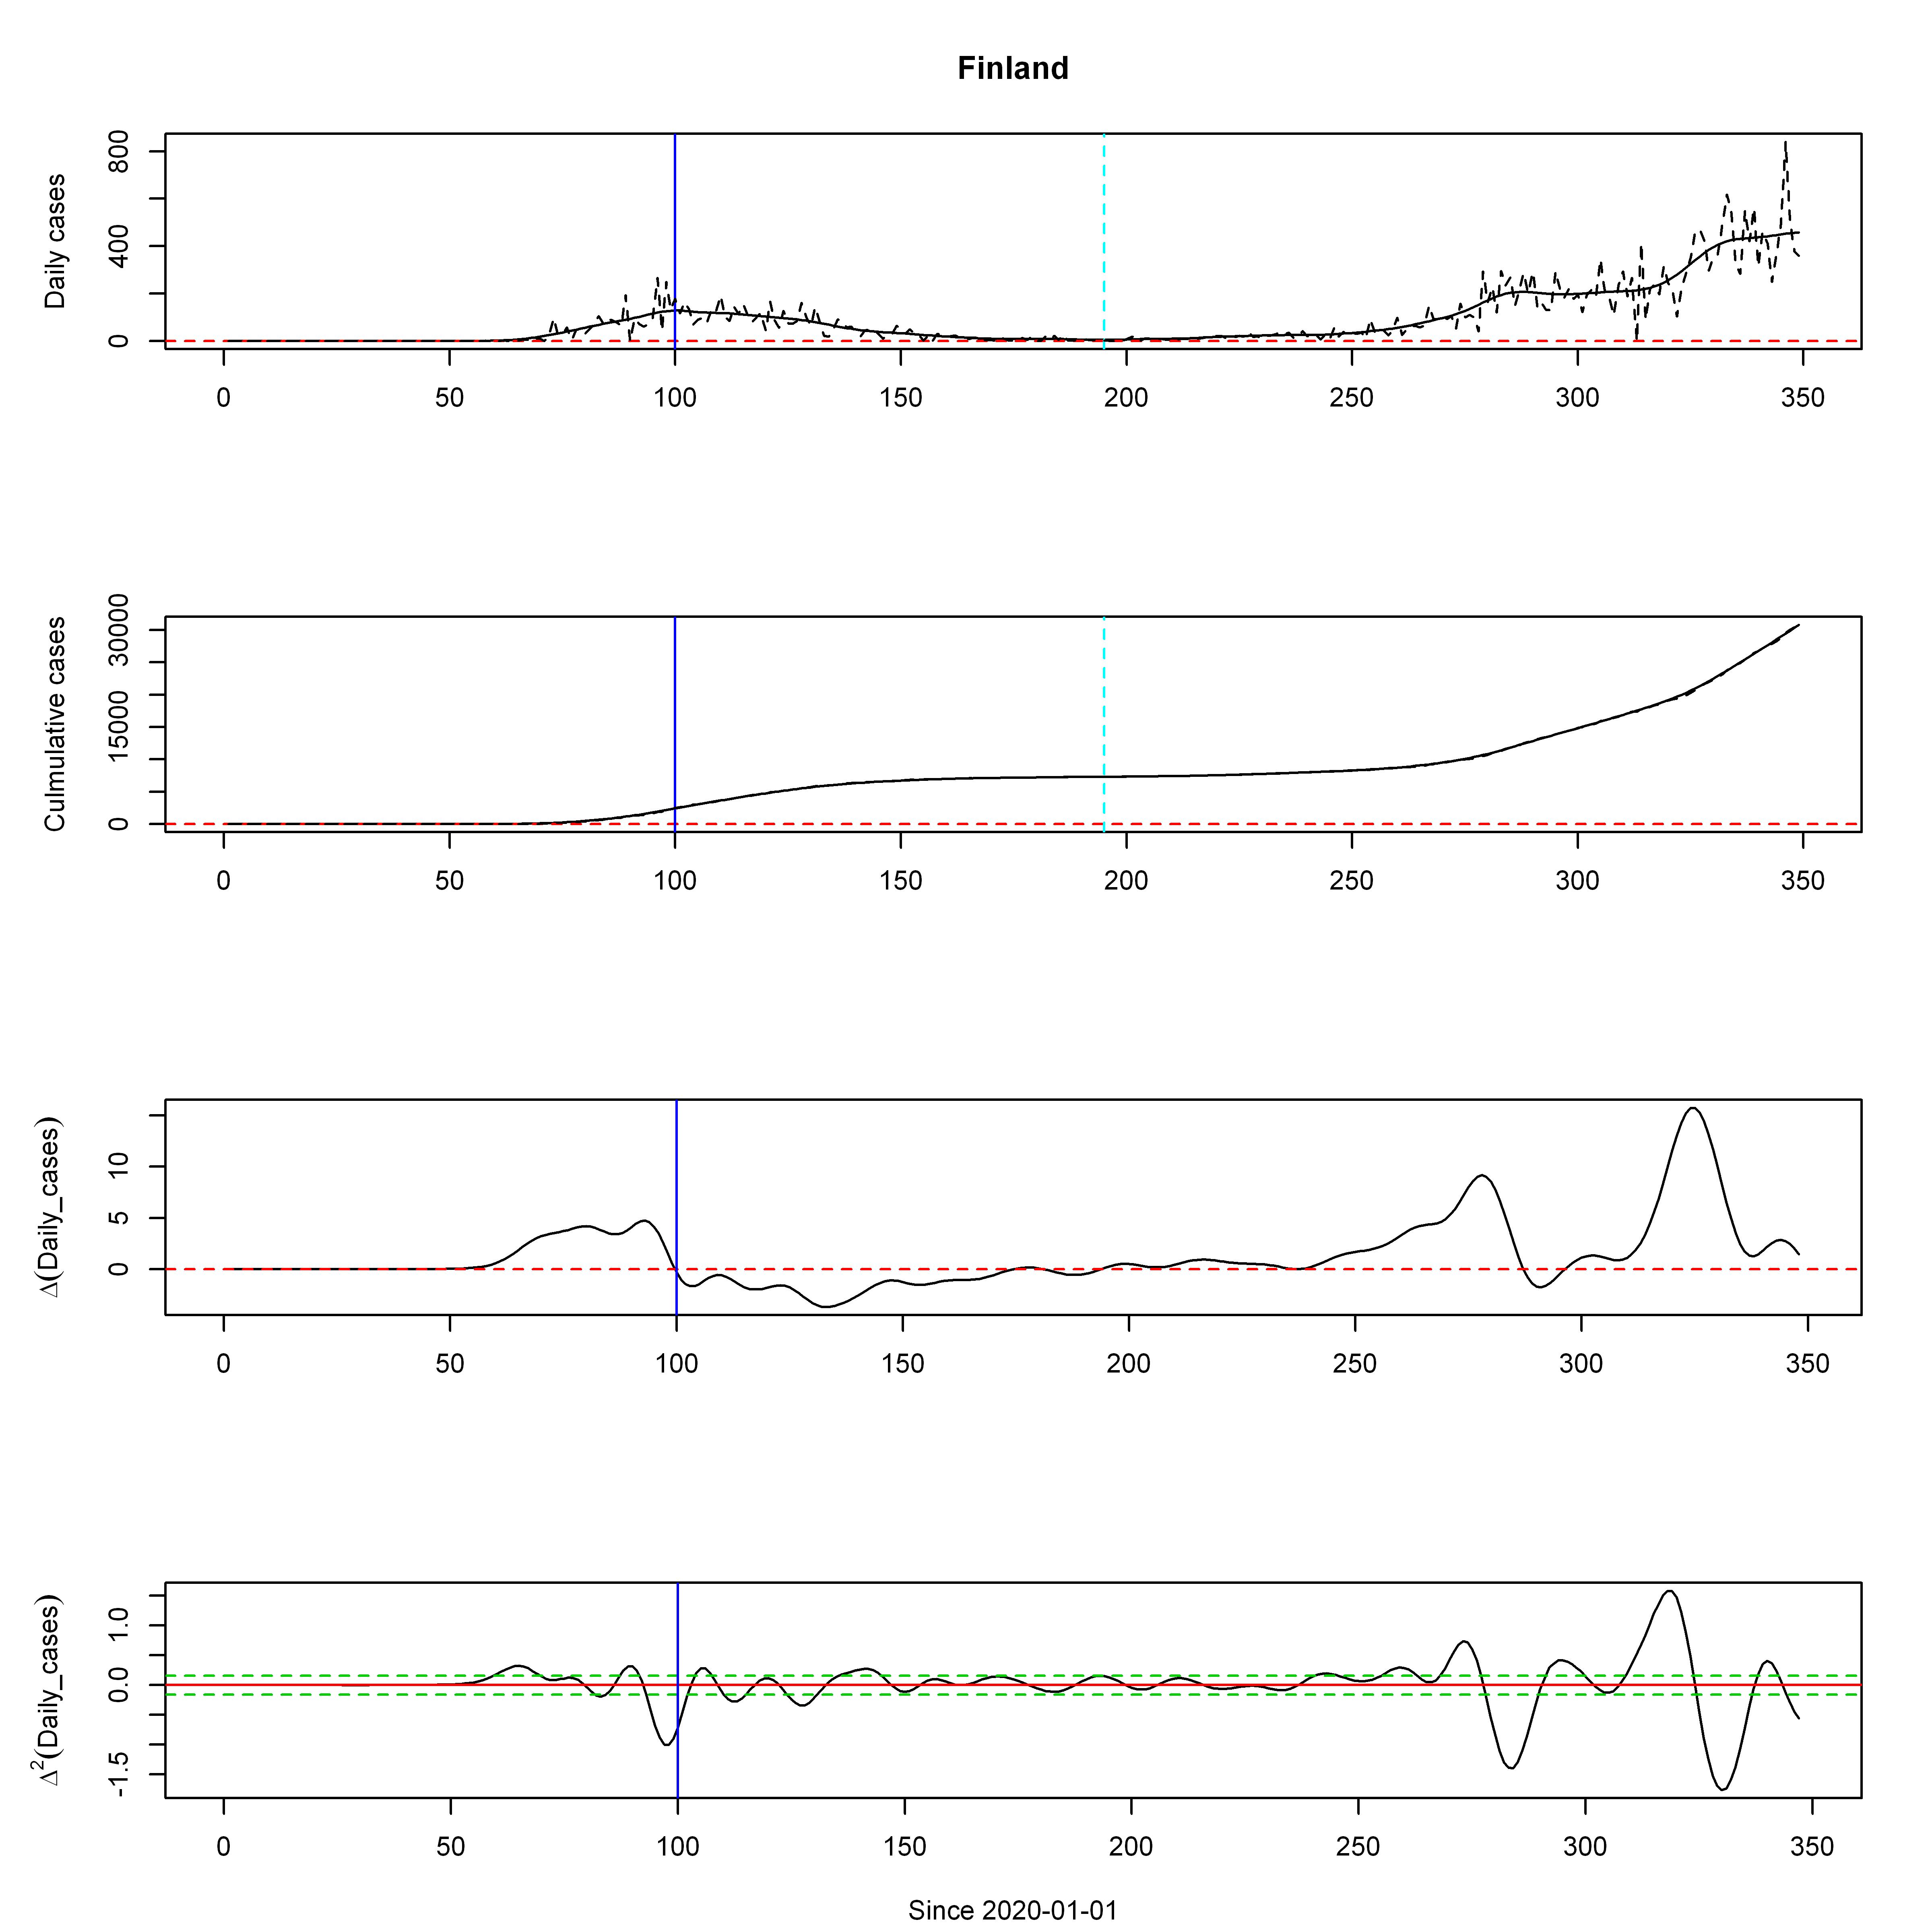 Finland
Daily cases
0 400 800
0 50 100 150 200 250 300 350
Culmulative cases
0 15000 30000
0 50 100 150 200 250 300 350
Δ(Daily_cases)
0 5 10
0 50 100 150 200 250 300 350
Δ²(Daily_cases)
-1.5 0.0 1.0
0 50 100 150 200 250 300 350
Since 2020-01-01